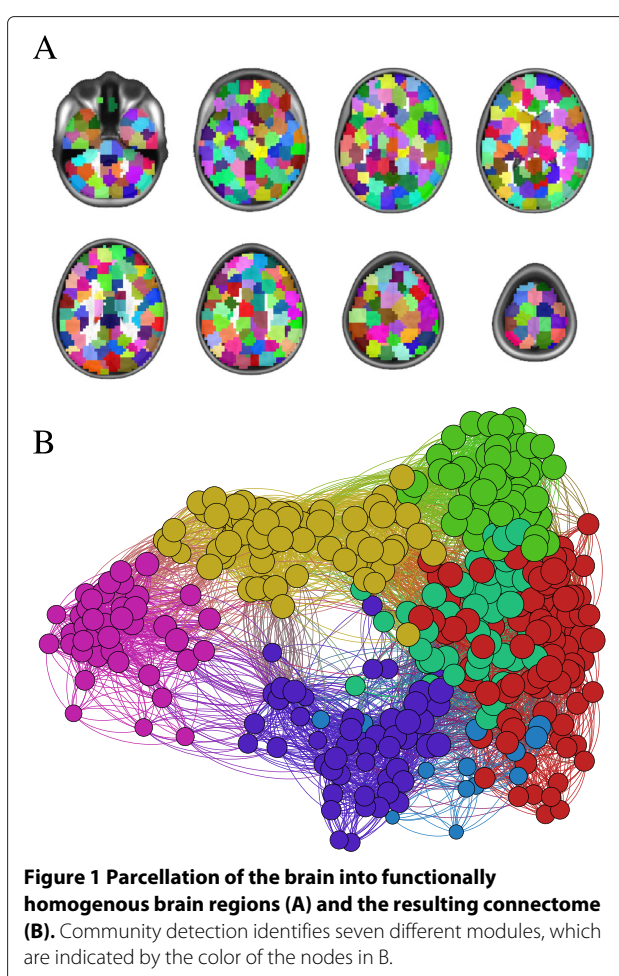 A
B
Figure 1 Parcellation of the brain into functionally
homogenous brain regions (A) and the resulting connectome
(B). Community detection identifies seven different modules, which
are indicated by the color of the nodes in B.